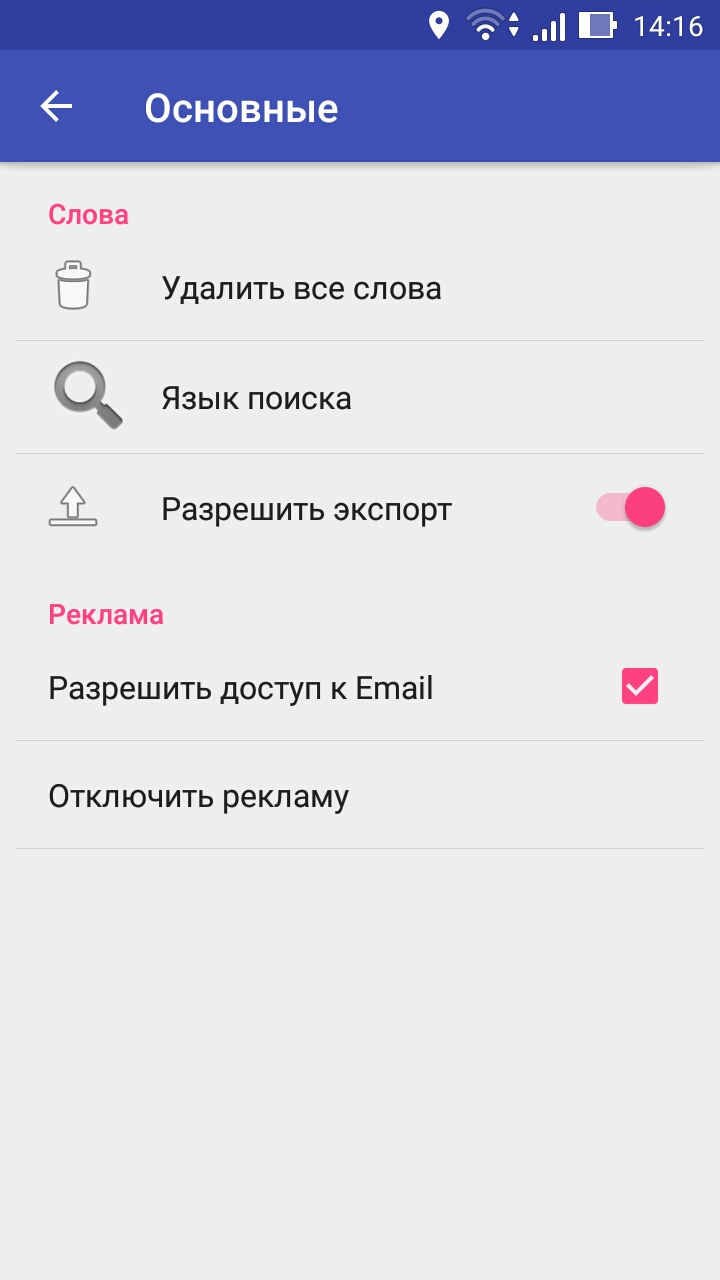 14:16
Основные
Слова
Удалить все слова
Язык поиска
Разрешить экспорт
Реклама
Разрешить доступ к Email
Отключить рекламу